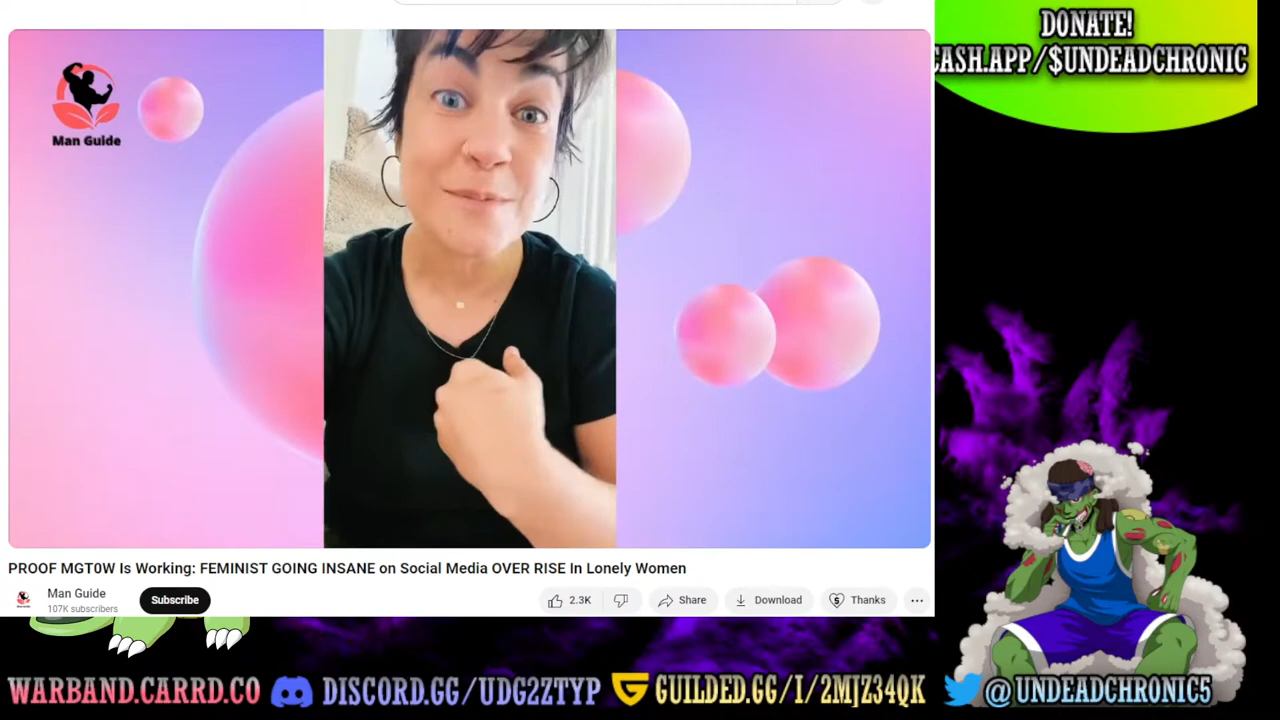 DONATE!
CASH.APP/$UNDEADCHRONIC
Man Guide
PROOF MGT0W Is Working: FEMINIST GOING INSANE on Social Media OVER RISE In Lonely Women
Man Guide
107K subscribers
Subscribe
2.3K
Share
Download
Thanks
WARBAND.CARRD.CO
DISCORD.GG/UDG2ZTYP
GUILDED.GG/I/2MJZ34QK
@UNDEADCHRONIC5